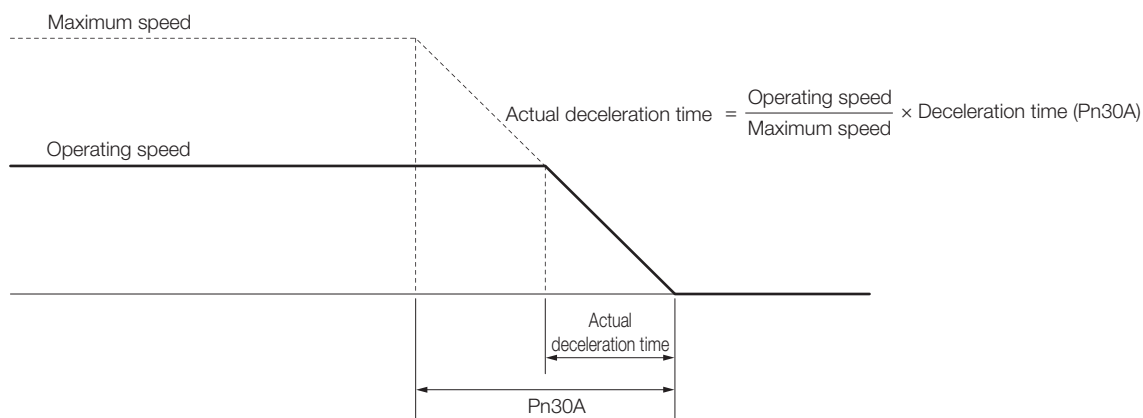 Maximum speed
Actual deceleration time = Operating speed / Maximum speed × Deceleration time (Pn30A)
Operating speed
Actual
deceleration time
Pn30A